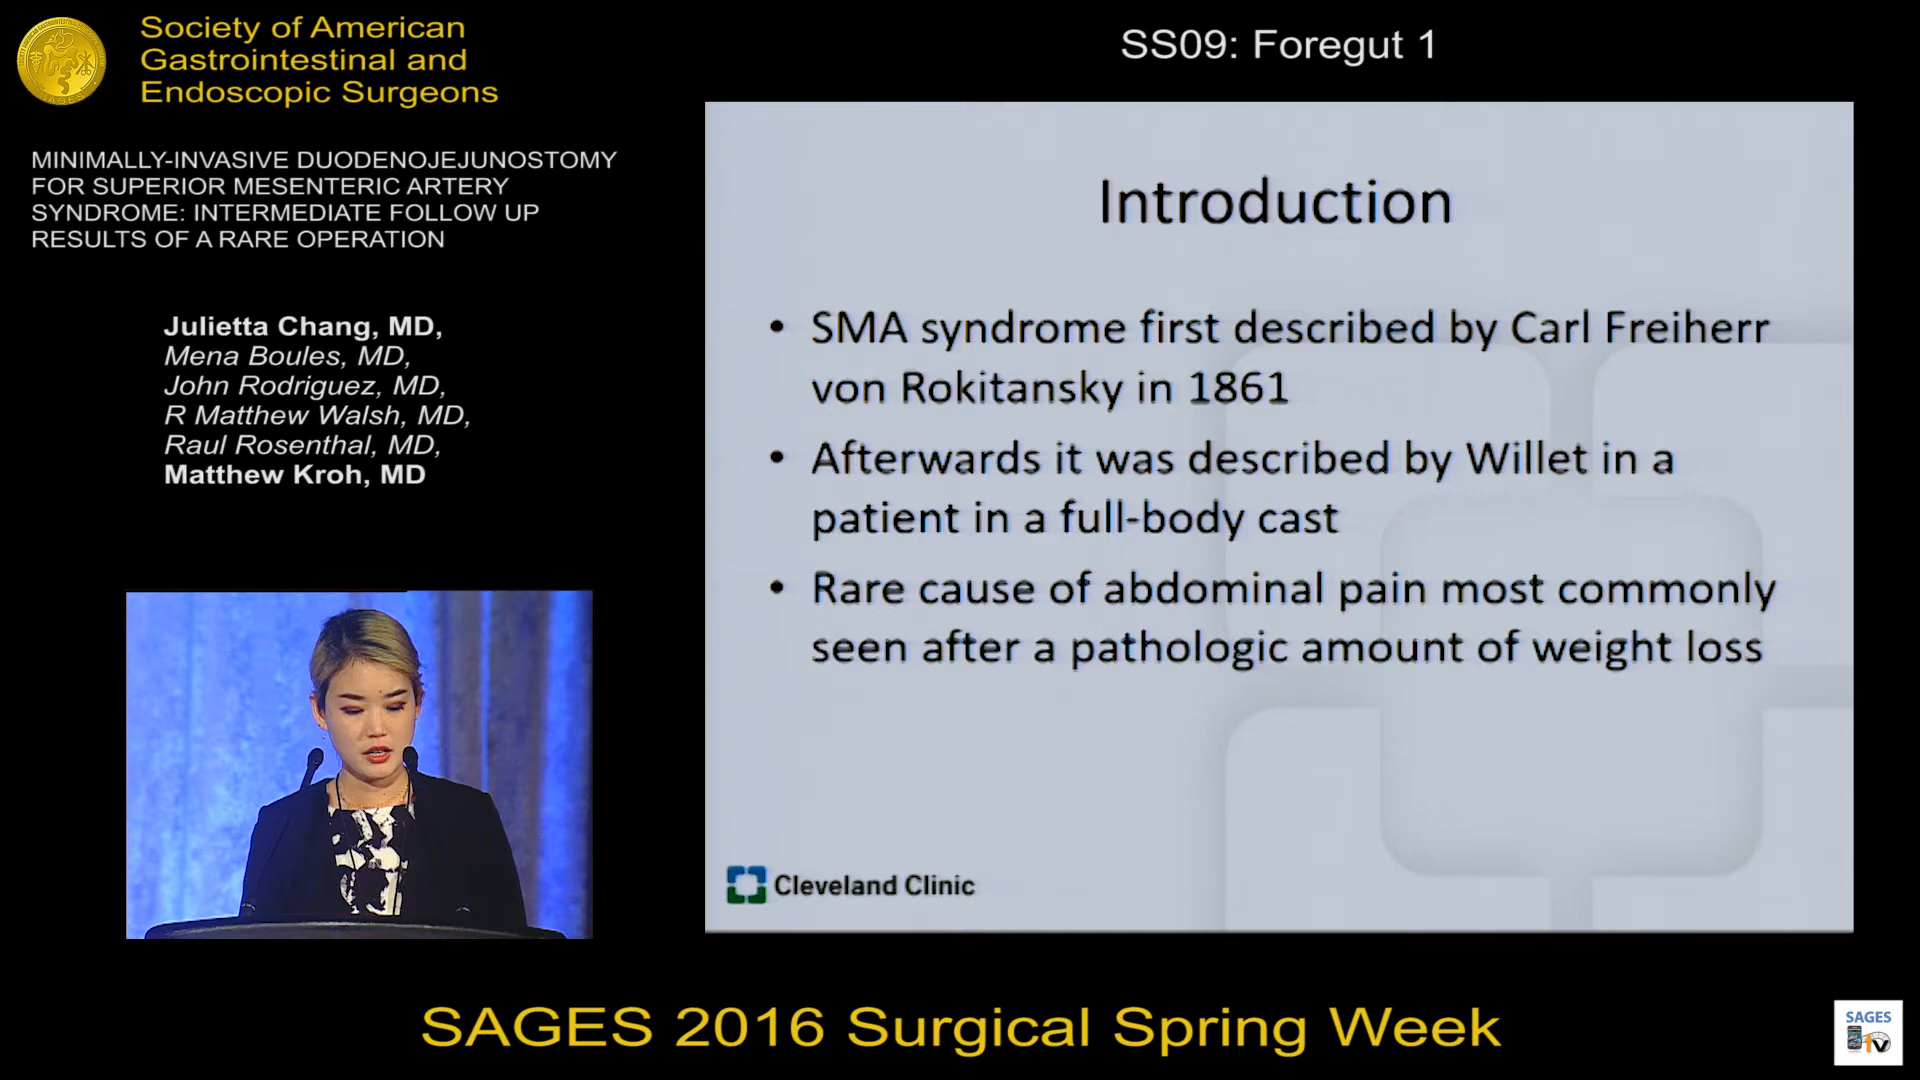 Society of American
Gastrointestinal and
Endoscopic Surgeons
SS09: Foregut 1
MINIMALLY-INVASIVE DUODENOJEJUNOSTOMY
FOR SUPERIOR MESENTERIC ARTERY
SYNDROME: INTERMEDIATE FOLLOW UP
RESULTS OF A RARE OPERATION
Julietta Chang, MD,
Mena Boules, MD,
John Rodriguez, MD,
R Matthew Walsh, MD,
Raul Rosenthal, MD,
Matthew Kroh, MD
Introduction
• SMA syndrome first described by Carl Freiherr
von Rokitansky in 1861
• Afterwards it was described by Willet in a
patient in a full-body cast
• Rare cause of abdominal pain most commonly
seen after a pathologic amount of weight loss
Cleveland Clinic
SAGES 2016 Surgical Spring Week
SAGES
tv